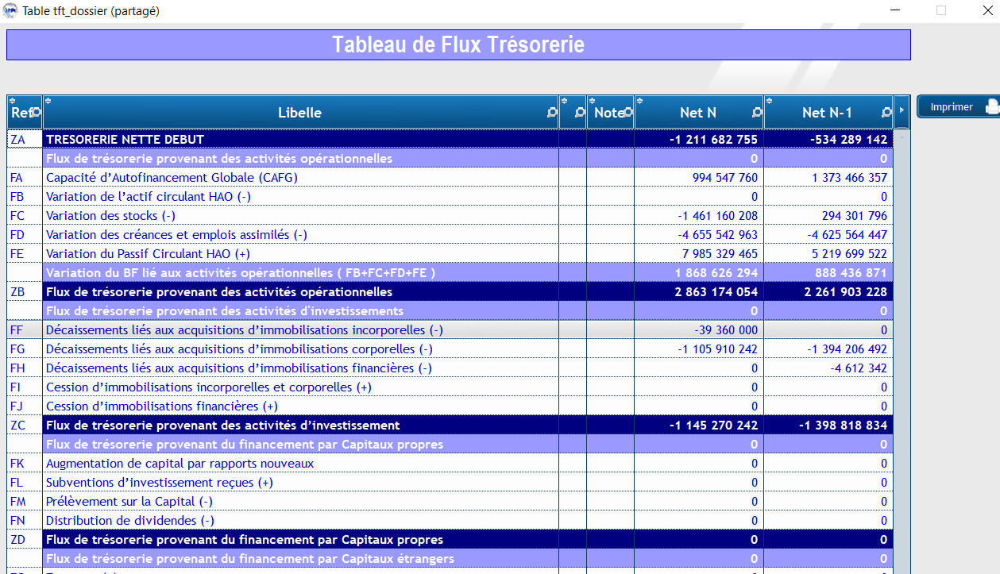 Table tft_dossier (partagé)
Tableau de Flux Trésorerie
Ref Libelle Note Net N Net N-1
Imprimer
ZA TRESORERIE NETTE DEBUT -1 211 682 755 -534 289 142
Flux de trésorerie provenant des activités opérationnelles 0 0
FA Capacité d’Autofinancement Globale (CAFG) 994 547 760 1 373 466 357
FB Variation de l’actif circulant HAO (-) 0 0
FC Variation des stocks (-) -1 461 160 208 294 301 796
FD Variation des créances et emplois assimilés (-) -4 655 542 963 -4 625 564 447
FE Variation du Passif Circulant HAO (+) 7 985 329 465 5 219 699 522
Variation du BF lié aux activités opérationnelles ( FB+FC+FD+FE ) 1 868 626 294 888 436 871
ZB Flux de trésorerie provenant des activités opérationnelles 2 863 174 054 2 261 903 228
Flux de trésorerie provenant des activités d'investissements 0 0
FF Décaissements liés aux acquisitions d’immobilisations incorporelles (-) -39 360 000 0
FG Décaissements liés aux acquisitions d’immobilisations corporelles (-) -1 105 910 242 -1 394 206 492
FH Décaissements liés aux acquisitions d’immobilisations financières (-) 0 -4 612 342
FI Cession d’immobilisations incorporelles et corporelles (+) 0 0
FJ Cession d’immobilisations financières (+) 0 0
ZC Flux de trésorerie provenant des activités d’investissement -1 145 270 242 -1 398 818 834
Flux de trésorerie provenant du financement par Capitaux propres 0 0
FK Augmentation de capital par rapports nouveaux 0 0
FL Subventions d’investissement reçues (+) 0 0
FM Prélèvement sur la Capital (-) 0 0
FN Distribution de dividendes (-) 0 0
ZD Flux de trésorerie provenant du financement par Capitaux propres 0 0
Flux de trésorerie provenant du financement par Capitaux étrangers 0 0